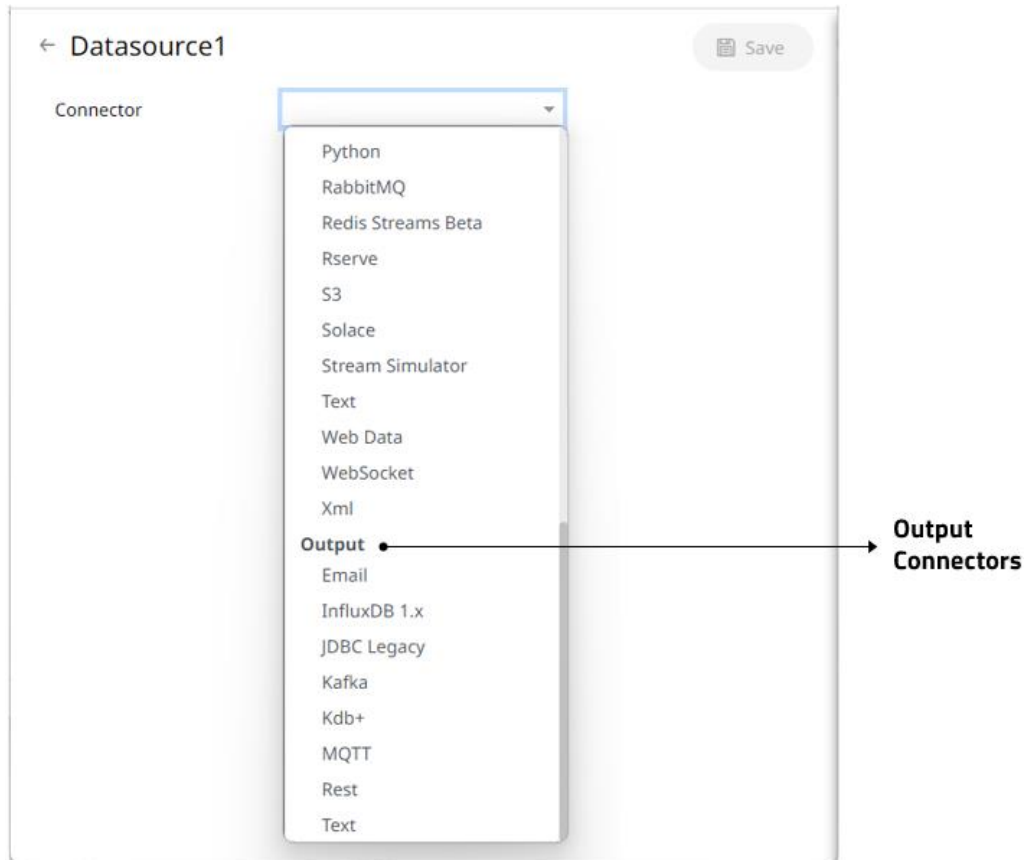 ← Datasource1
Save
Connector
Python
RabbitMQ
Redis Streams Beta
Rserve
S3
Solace
Stream Simulator
Text
Web Data
WebSocket
Xml
Output
Output
Connectors
Email
InfluxDB 1.x
JDBC Legacy
Kafka
Kdb+
MQTT
Rest
Text